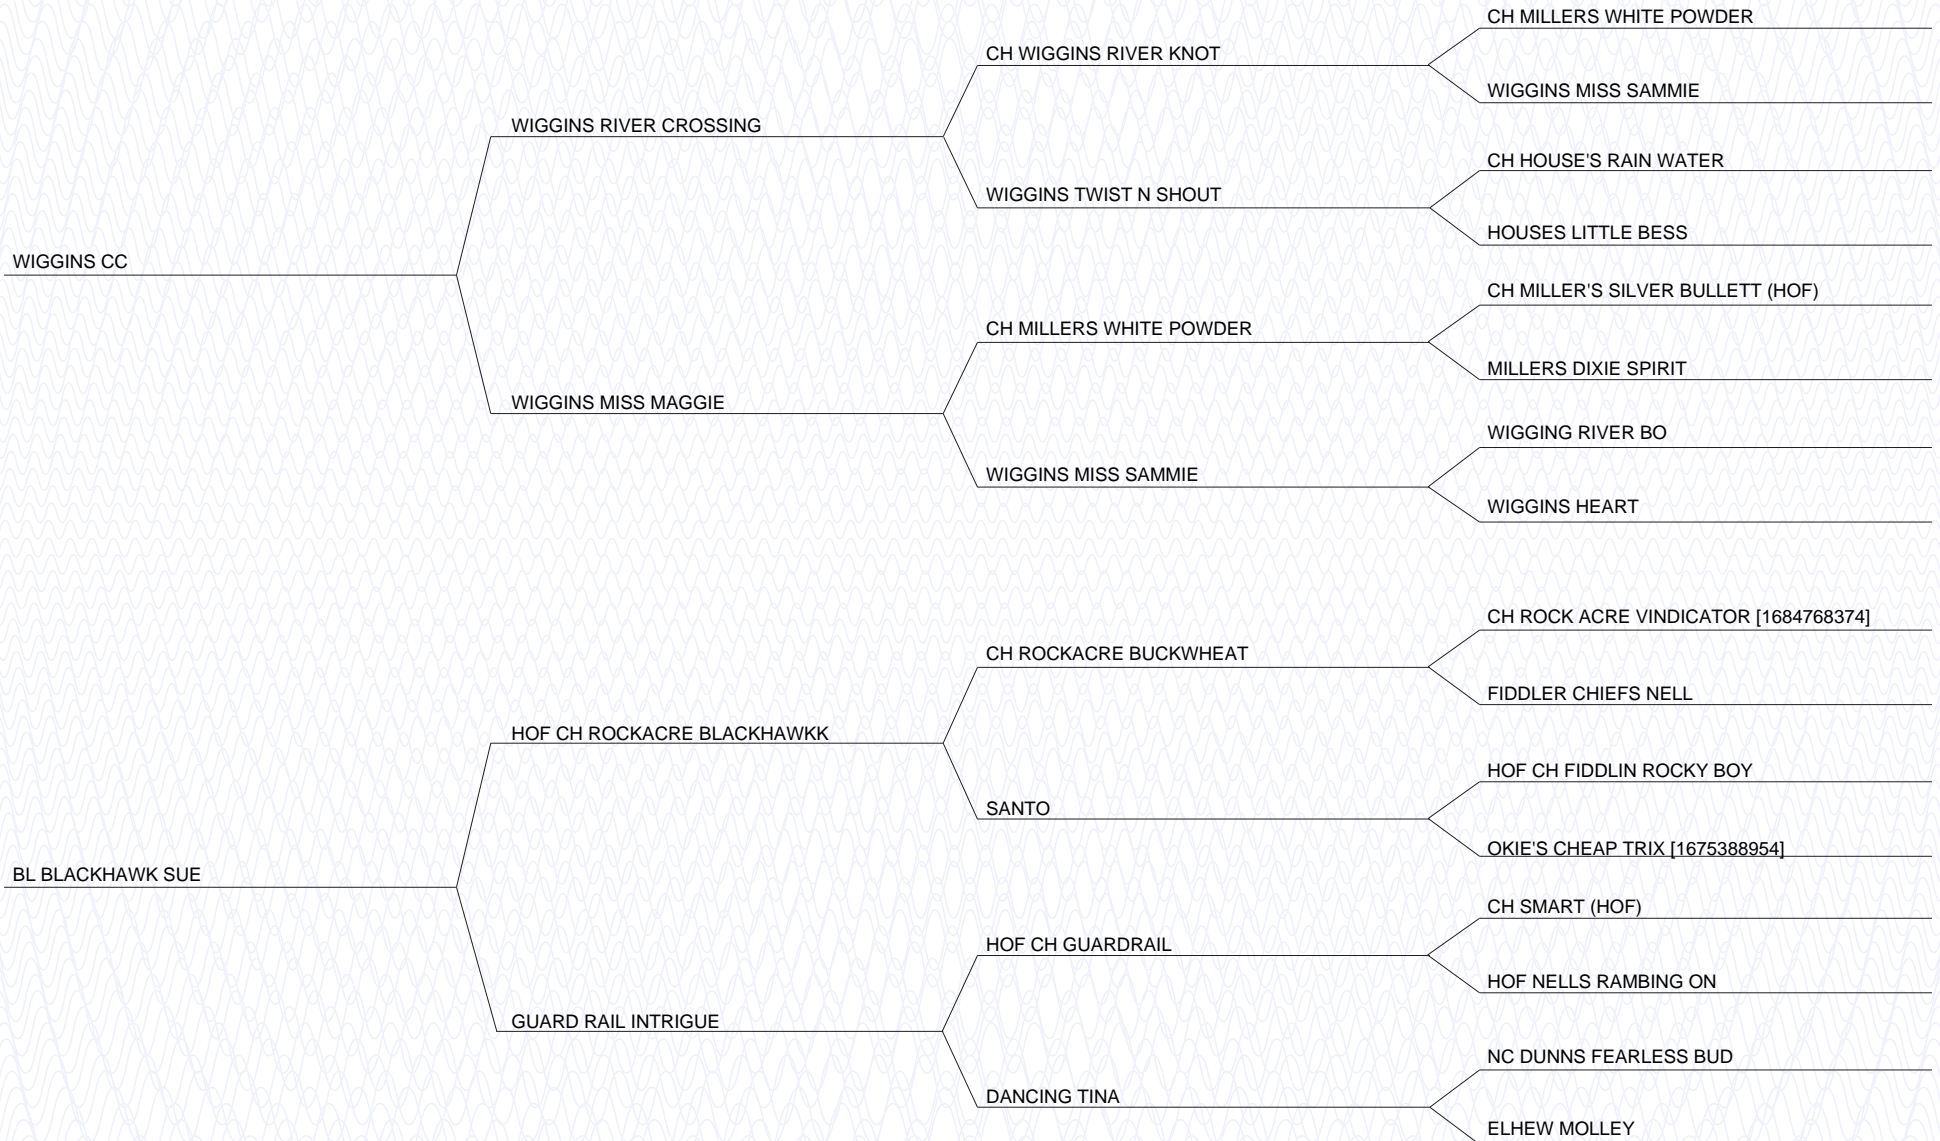 CH MILLERS WHITE POWDER
CH WIGGINS RIVER KNOT
WIGGINS MISS SAMMIE
WIGGINS RIVER CROSSING
CH HOUSE'S RAIN WATER
WIGGINS TWIST N SHOUT
HOUSES LITTLE BESS
WIGGINS CC
CH MILLER'S SILVER BULLETT (HOF)
CH MILLERS WHITE POWDER
MILLERS DIXIE SPIRIT
WIGGINS MISS MAGGIE
WIGGING RIVER BO
WIGGINS MISS SAMMIE
WIGGINS HEART
CH ROCK ACRE VINDICATOR [1684768374]
CH ROCKACRE BUCKWHEAT
FIDDLER CHIEFS NELL
HOF CH ROCKACRE BLACKHAWKK
HOF CH FIDDLIN ROCKY BOY
SANTO
OKIE'S CHEAP TRIX [1675388954]
BL BLACKHAWK SUE
CH SMART (HOF)
HOF CH GUARDRAIL
HOF NELLS RAMBING ON
GUARD RAIL INTRIGUE
NC DUNNS FEARLESS BUD
DANCING TINA
ELHEW MOLLEY